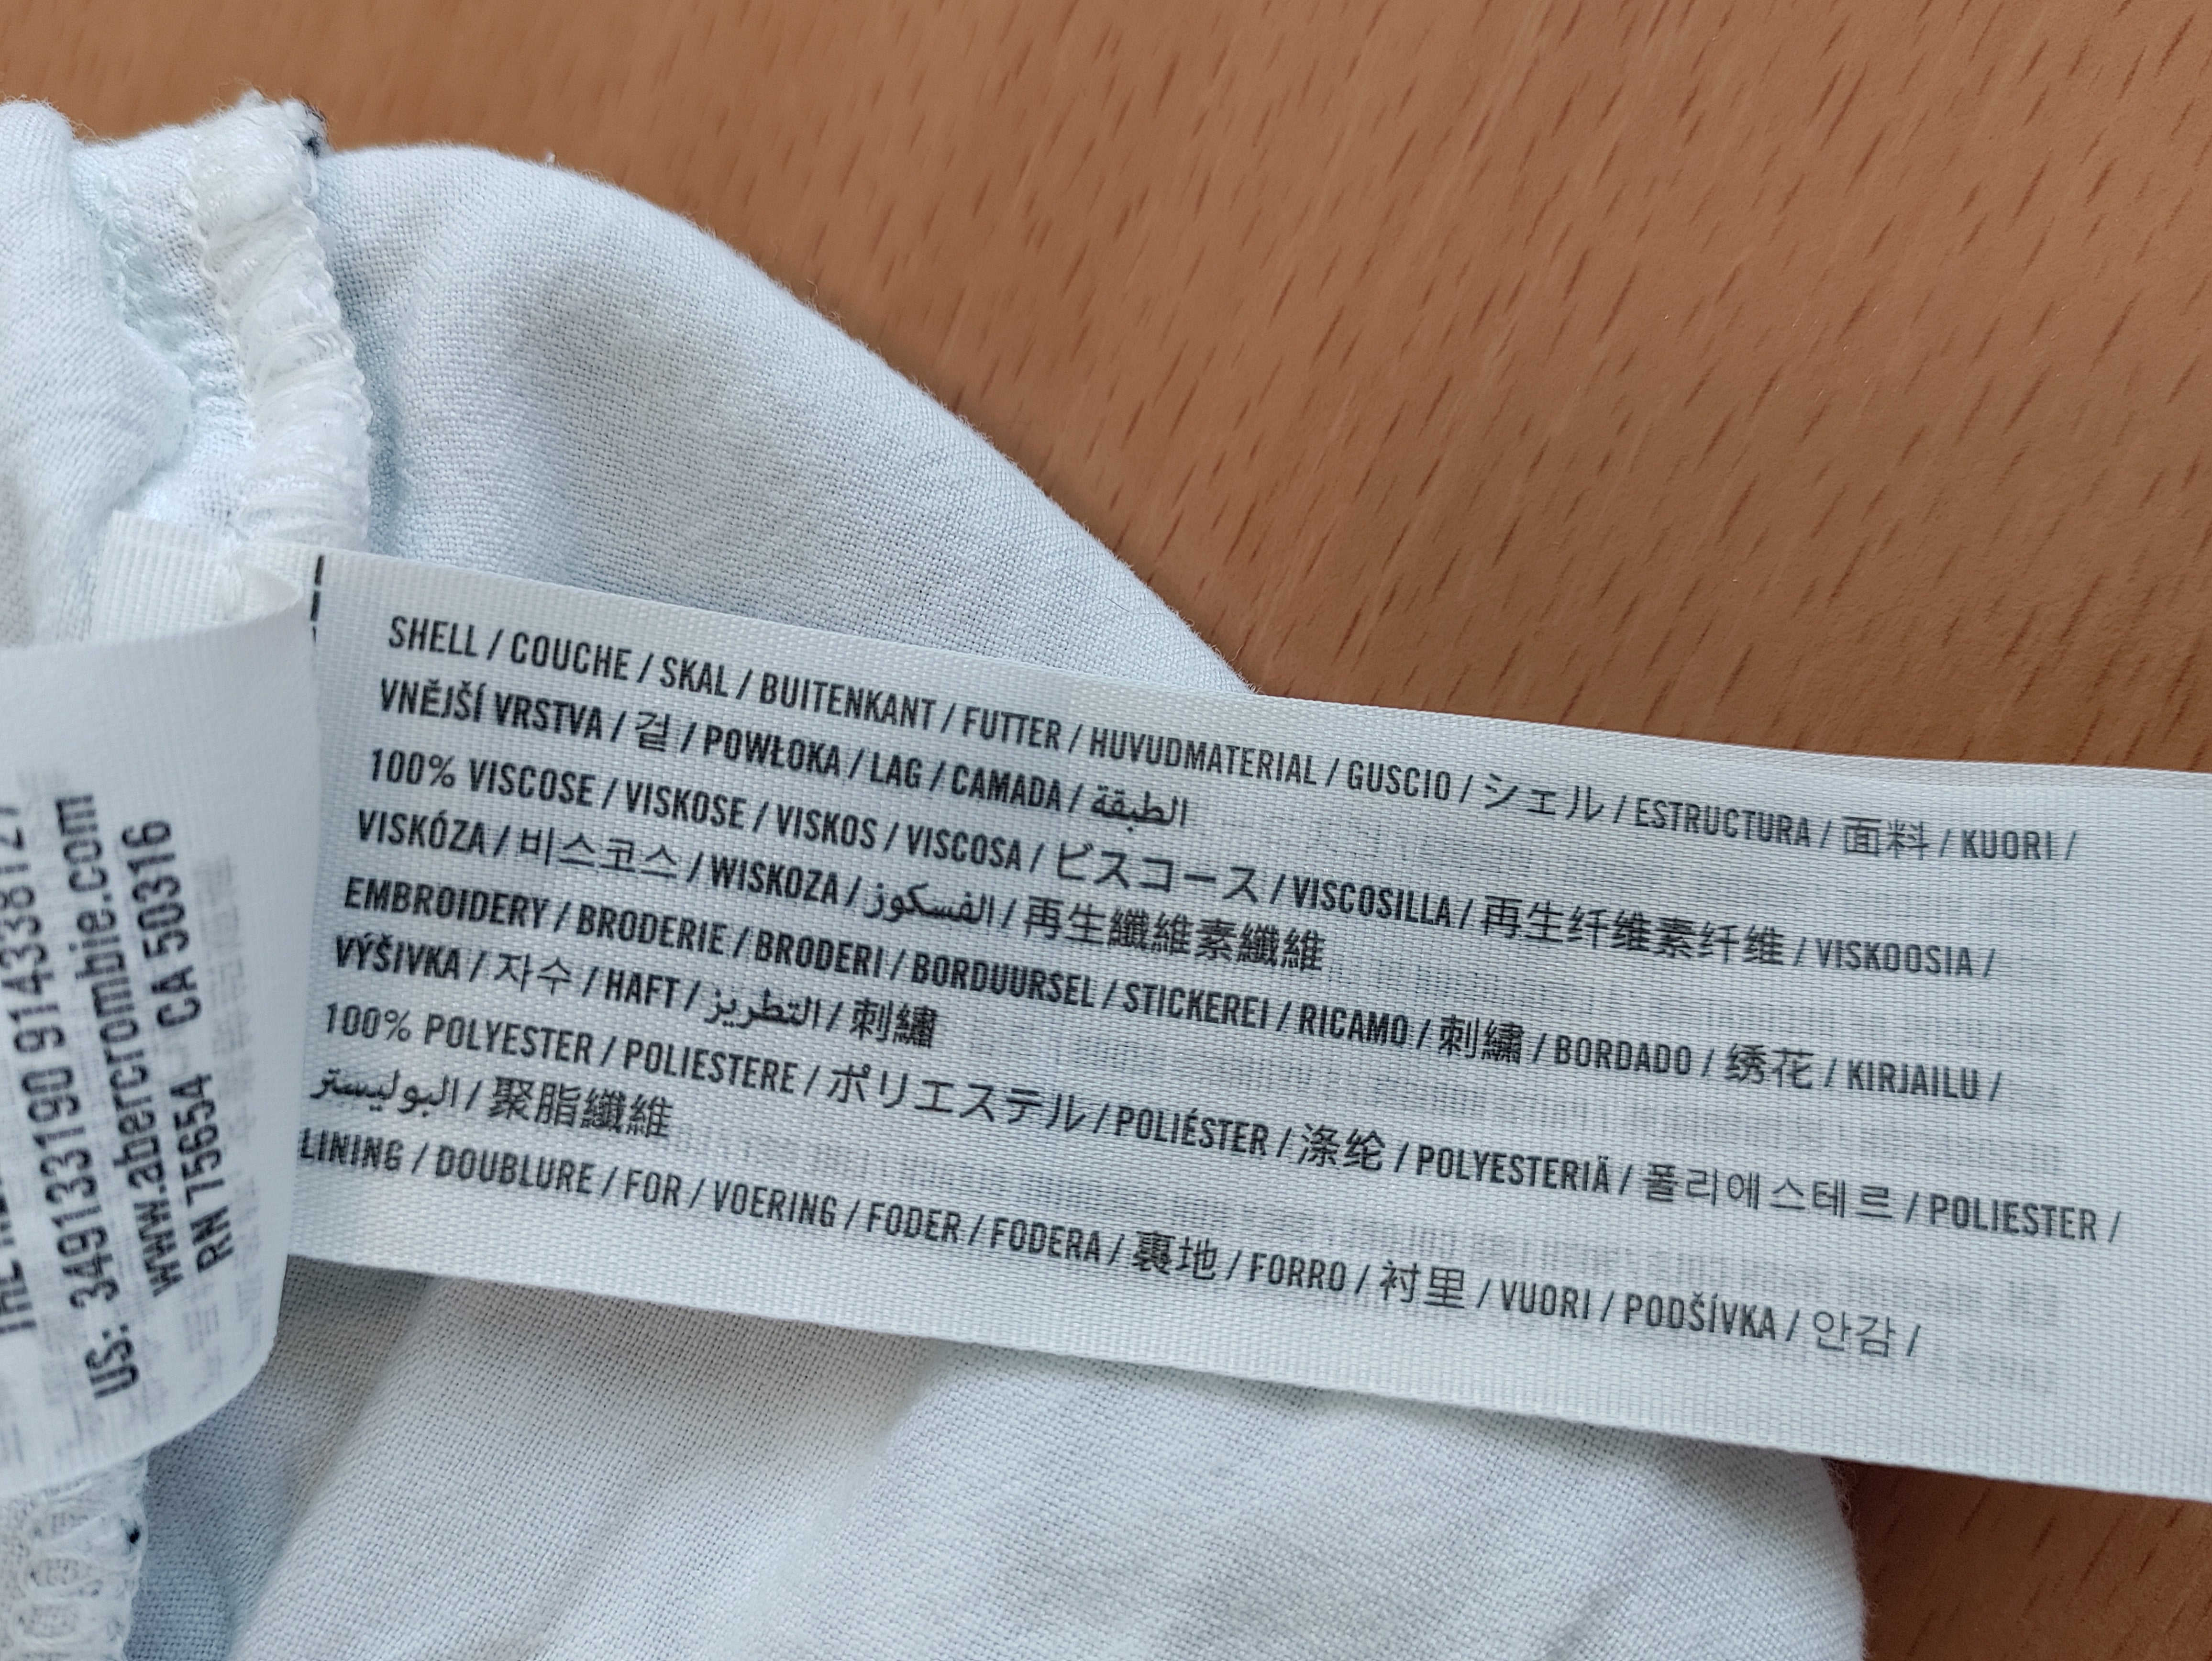 SHELL / COUCHE / SKAL / BUITENKANT / FUTTER / HUVUDMATERIAL / GUSCIO / シェル / ESTRUCTURA / 面料 / KUORI /
VNĚJŠÍ VRSTVA / 겉 / POWŁOKA / LAG / CAMADA / الطبقة
100% VISCOSE / VISKOSE / VISKOS / VISCOSA / ビスコース / VISCOSILLA / 再生纤维素纤维 / VISKOOSIA /
VISKÓZA / 비스코스 / WISKOZA / الفسكوز / 再生纖維素纖維
EMBROIDERY / BRODERIE / BRODERI / BORDUURSEL / STICKEREI / RICAMO / 刺繍 / BORDADO / 绣花 / KIRJAILU /
VÝŠIVKA / 자수 / HAFT / التطريز / 刺繡
100% POLYESTER / POLIESTERE / ポリエステル / POLIÉSTER / 涤纶 / POLYESTERIÄ / 폴리에스테르 / POLIESTER /
البوليستر / 聚脂纖維
LINING / DOUBLURE / FOR / VOERING / FODER / FODERA / 裏地 / FORRO / 衬里 / VUORI / PODŠÍVKA / 안감 /
US: 349133190 914338127
www.abercrombie.com
RN 75654 CA 50316